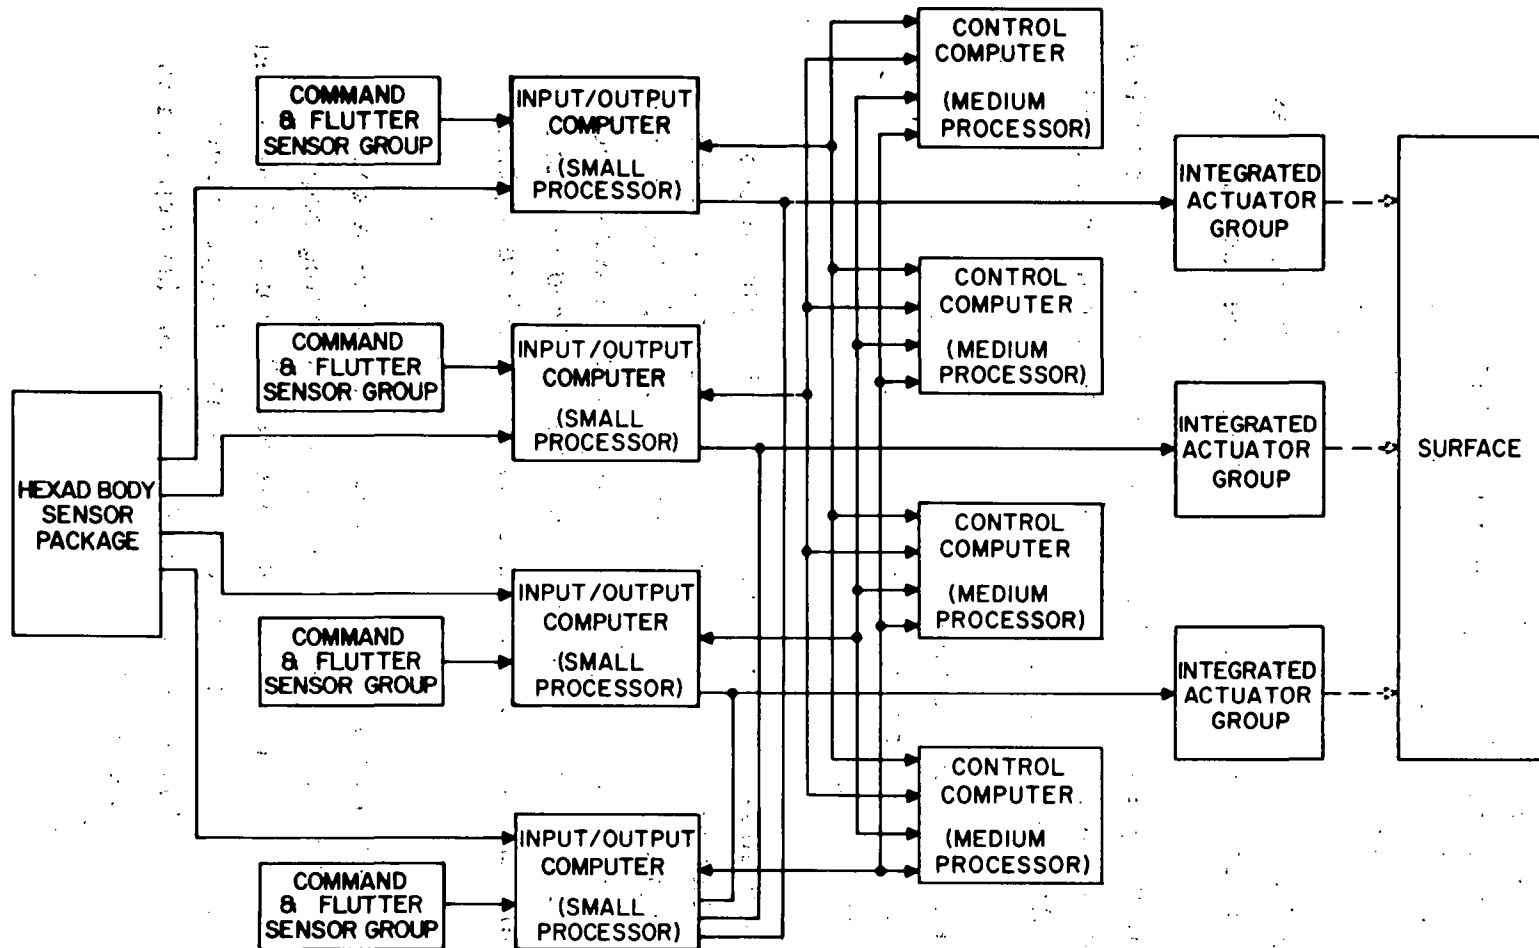 COMMAND
& FLUTTER
SENSOR GROUP
INPUT/OUTPUT
COMPUTER
(SMALL
PROCESSOR)
CONTROL
COMPUTER
(MEDIUM
PROCESSOR)
INTEGRATED
ACTUATOR
GROUP
COMMAND
& FLUTTER
SENSOR GROUP
INPUT/OUTPUT
COMPUTER
(SMALL
PROCESSOR)
CONTROL
COMPUTER
(MEDIUM
PROCESSOR)
INTEGRATED
ACTUATOR
GROUP
SURFACE
HEXAD BODY
SENSOR
PACKAGE
COMMAND
& FLUTTER
SENSOR GROUP
INPUT/OUTPUT
COMPUTER
(SMALL
PROCESSOR)
CONTROL
COMPUTER
(MEDIUM
PROCESSOR)
INTEGRATED
ACTUATOR
GROUP
COMMAND
& FLUTTER
SENSOR GROUP
INPUT/OUTPUT
COMPUTER
(SMALL
PROCESSOR)
CONTROL
COMPUTER
(MEDIUM
PROCESSOR)